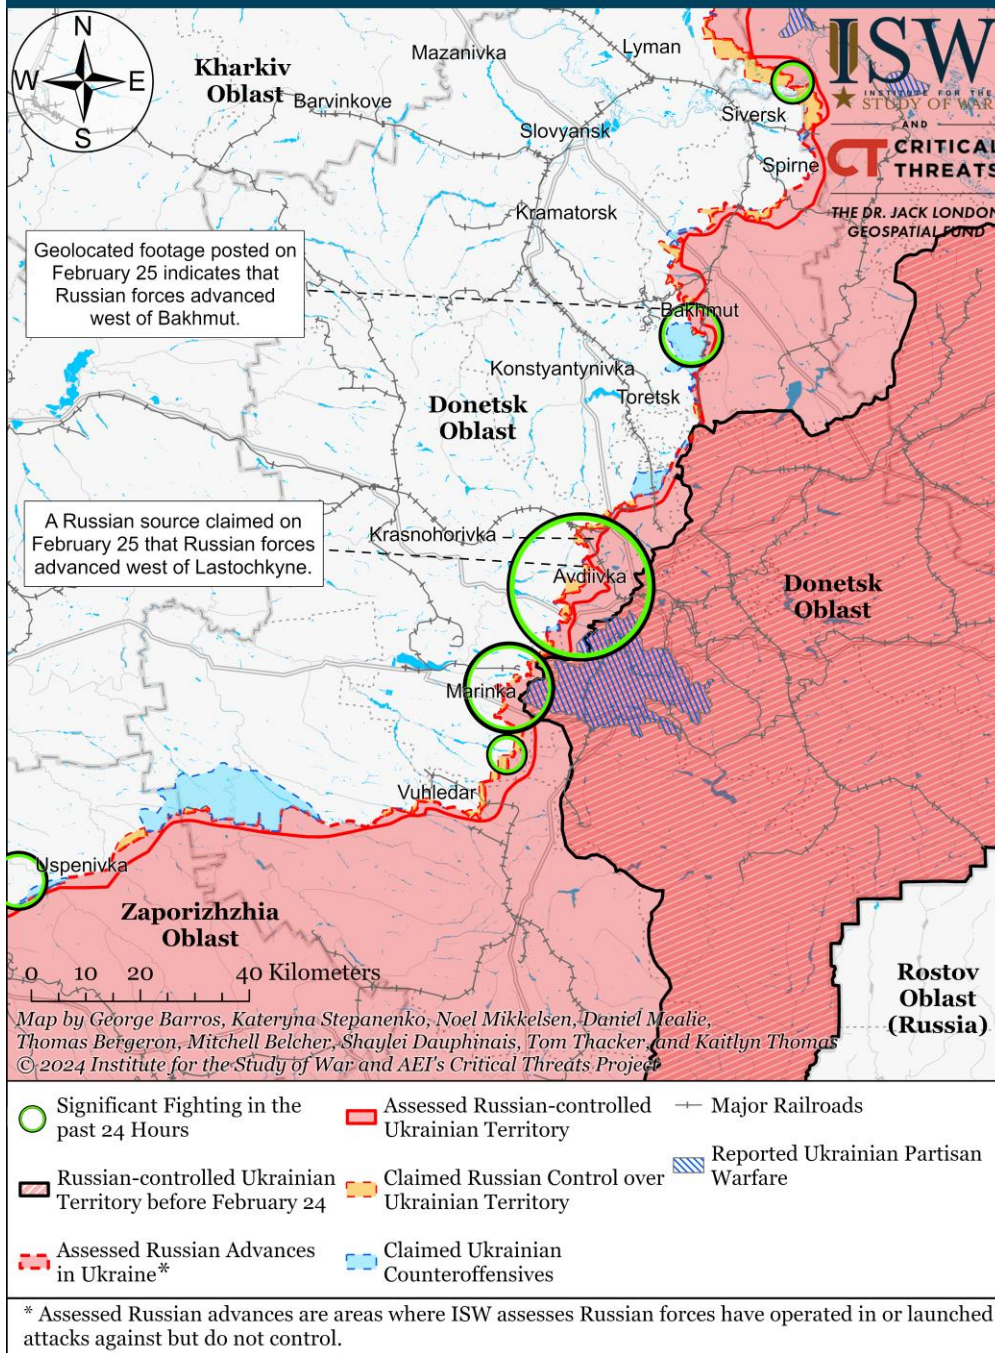 N
W
E
S
ISW
INSTITUTE FOR THE
STUDY OF WAR
AND
CT CRITICAL
THREATS
THE DR. JACK LONDON
GEOSPATIAL FUND
Kharkiv
Oblast
Mazanivka
Lyman
Barvinkove
Slovyansk
Siversk
Spirne
Kramatorsk
Geolocated footage posted on
February 25 indicates that
Russian forces advanced
west of Bakhmut.
Bakhmut
Konstyantynivka
Toretsk
Donetsk
Oblast
A Russian source claimed on
February 25 that Russian forces
advanced west of Lastochkyne.
Krasnohorivka
Avdiivka
Donetsk
Oblast
Marinka
Vuhledar
Uspenivka
Zaporizhzhia
Oblast
Rostov
Oblast
(Russia)
0 10 20 40 Kilometers
Map by George Barros, Kateryna Stepanenko, Noel Mikkelsen, Daniel Mealie,
Thomas Bergeron, Mitchell Belcher, Shaylei Dauphinais, Tom Thacker, and Kaitlyn Thomas
© 2024 Institute for the Study of War and AEI's Critical Threats Project
Significant Fighting in the
past 24 Hours
Russian-controlled Ukrainian
Territory before February 24
Assessed Russian Advances
in Ukraine*
Assessed Russian-controlled
Ukrainian Territory
Claimed Russian Control over
Ukrainian Territory
Claimed Ukrainian
Counteroffensives
Major Railroads
Reported Ukrainian Partisan
Warfare
* Assessed Russian advances are areas where ISW assesses Russian forces have operated in or launched
attacks against but do not control.